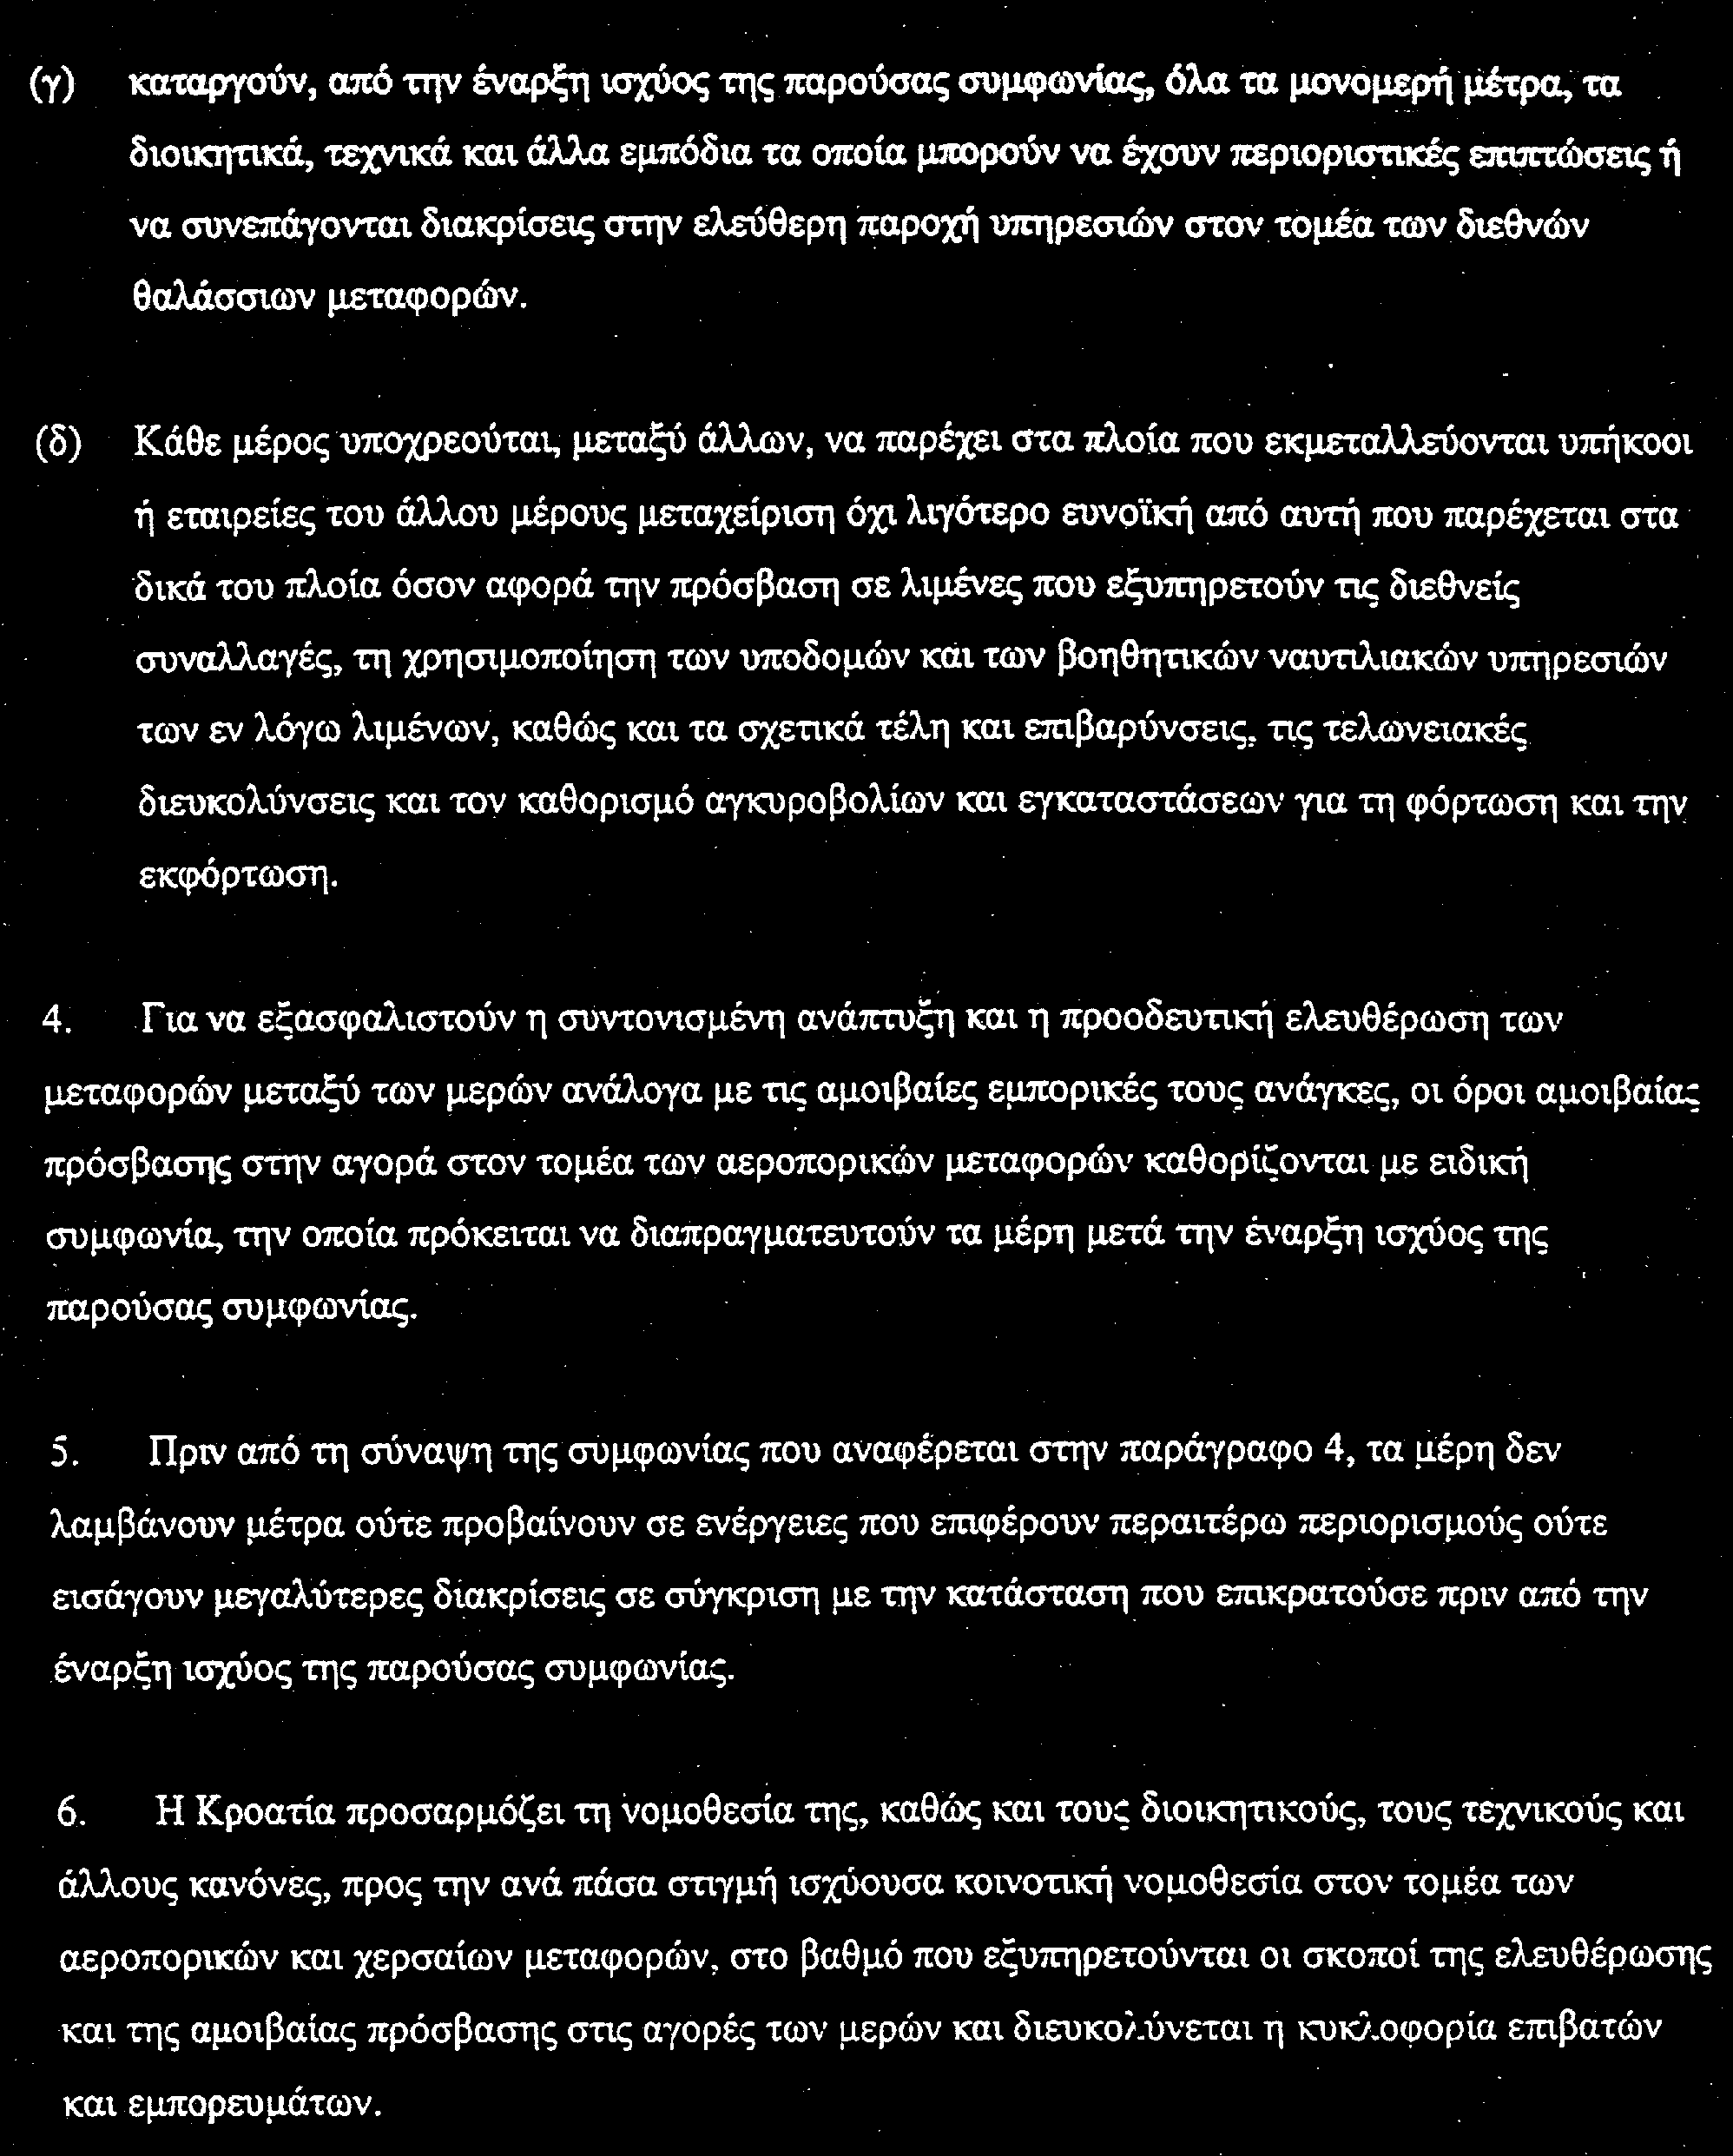 (γ) καταργούν, από την έναρξη ισχύος της παρούσας συμφωνίας, όλα τα μονομερή μέτρα, τα
διοικητικά, τεχνικά και άλλα εμπόδια τα οποία μπορούν να έχουν περιοριστικές επιπτώσεις ή
να συνεπάγονται διακρίσεις στην ελεύθερη παροχή υπηρεσιών στον τομέα των διεθνών
θαλάσσιων μεταφορών.
(δ) Κάθε μέρος υποχρεούται, μεταξύ άλλων, να παρέχει στα πλοία που εκμεταλλεύονται υπήκοοι
ή εταιρείες του άλλου μέρους μεταχείριση όχι λιγότερο ευνοϊκή από αυτή που παρέχεται στα
δικά του πλοία όσον αφορά την πρόσβαση σε λιμένες που εξυπηρετούν τις διεθνείς
συναλλαγές, τη χρησιμοποίηση των υποδομών και των βοηθητικών ναυτιλιακών υπηρεσιών
των εν λόγω λιμένων, καθώς και τα σχετικά τέλη και επιβαρύνσεις, τις τελωνειακές
διευκολύνσεις και τον καθορισμό αγκυροβολίων και εγκαταστάσεων για τη φόρτωση και την
εκφόρτωση.
4. Για να εξασφαλιστούν η συντονισμένη ανάπτυξη και η προοδευτική ελευθέρωση των
μεταφορών μεταξύ των μερών ανάλογα με τις αμοιβαίες εμπορικές τους ανάγκες, οι όροι αμοιβαίας
πρόσβασης στην αγορά στον τομέα των αεροπορικών μεταφορών καθορίζονται με ειδική
συμφωνία, την οποία πρόκειται να διαπραγματευτούν τα μέρη μετά την έναρξη ισχύος της
παρούσας συμφωνίας.
5. Πριν από τη σύναψη της συμφωνίας που αναφέρεται στην παράγραφο 4, τα μέρη δεν
λαμβάνουν μέτρα ούτε προβαίνουν σε ενέργειες που επιφέρουν περαιτέρω περιορισμούς ούτε
εισάγουν μεγαλύτερες διακρίσεις σε σύγκριση με την κατάσταση που επικρατούσε πριν από την
έναρξη ισχύος της παρούσας συμφωνίας.
6. Η Κροατία προσαρμόζει τη νομοθεσία της, καθώς και τους διοικητικούς, τους τεχνικούς και
άλλους κανόνες, προς την ανά πάσα στιγμή ισχύουσα κοινοτική νομοθεσία στον τομέα των
αεροπορικών και χερσαίων μεταφορών, στο βαθμό που εξυπηρετούνται οι σκοποί της ελευθέρωσης
και της αμοιβαίας πρόσβασης στις αγορές των μερών και διευκολύνεται η κυκλοφορία επιβατών
και εμπορευμάτων.